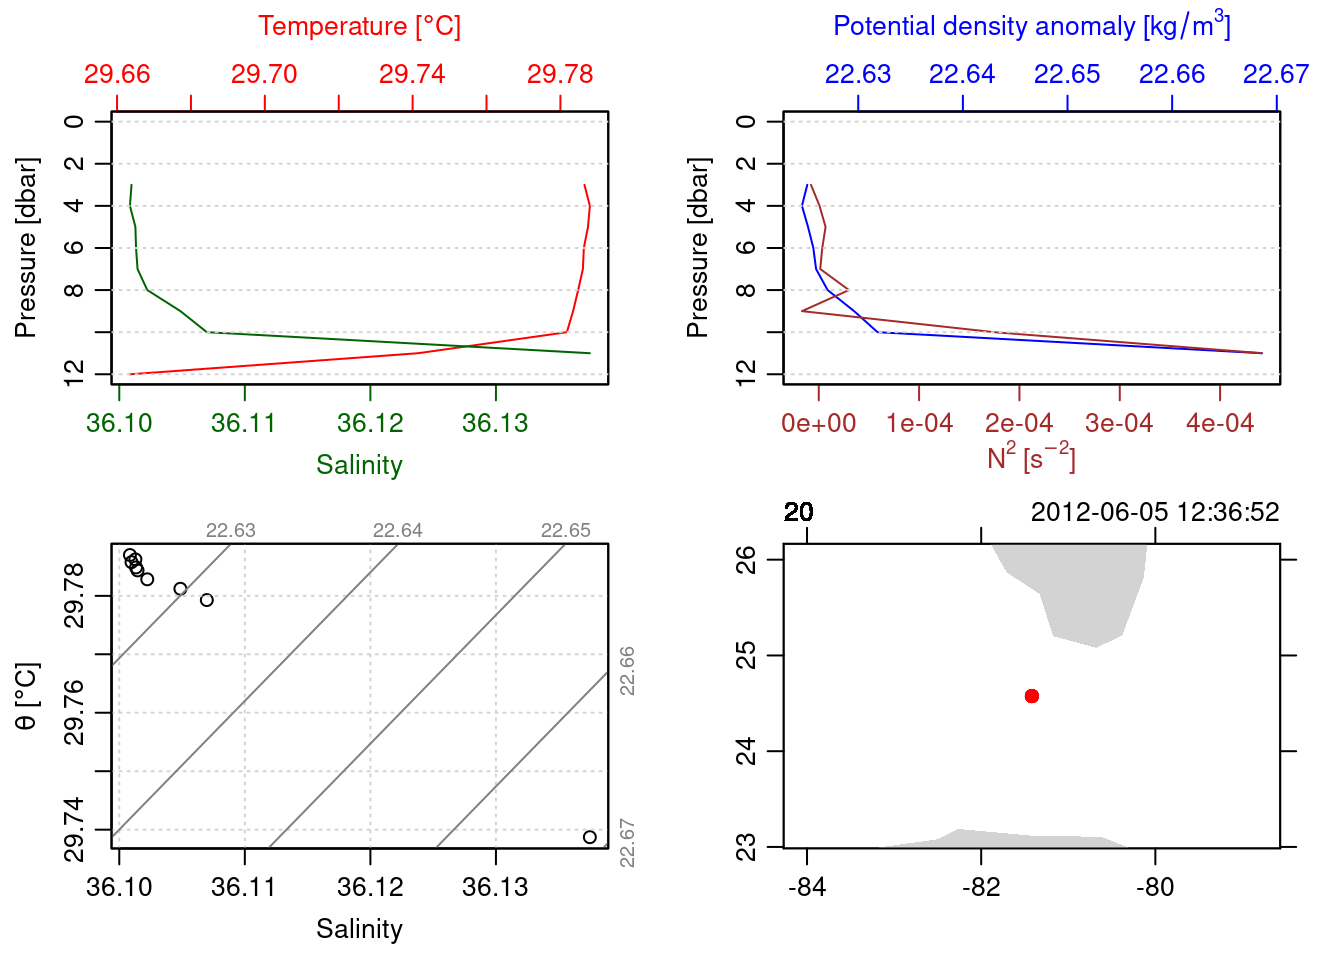 Temperature [°C]
29.66 29.70 29.74 29.78
0
2
4
6
8
12
Pressure [dbar]
36.10 36.11 36.12 36.13
Salinity
Potential density anomaly [kg/m³]
22.63 22.64 22.65 22.66 22.67
0
2
4
6
8
12
Pressure [dbar]
0e+00 1e-04 2e-04 3e-04 4e-04
N² [s⁻²]
22.63 22.64 22.65
22.66
22.67
29.78
29.76
29.74
θ [°C]
36.10 36.11 36.12 36.13
Salinity
20 2012-06-05 12:36:52
26
25
24
23
-84 -82 -80